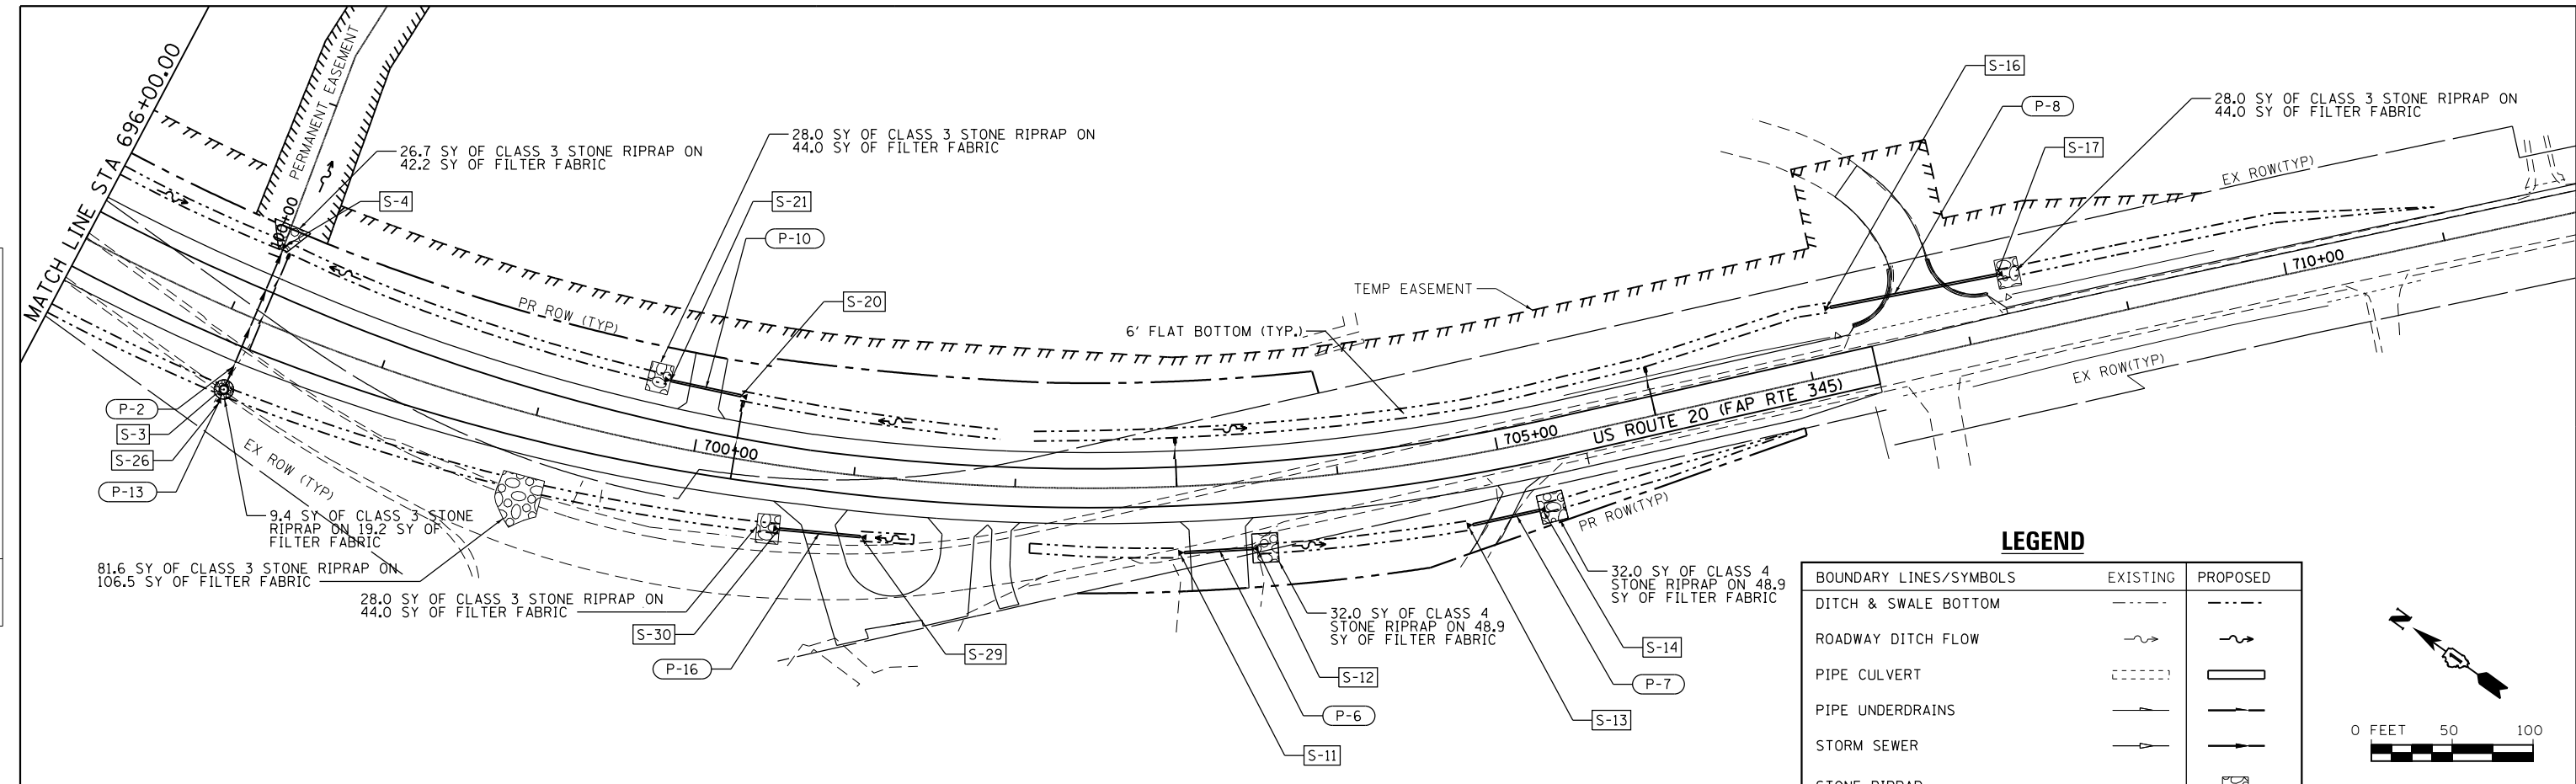 MATCH LINE STA 696+00.00
PERMANENT EASEMENT
26.7 SY OF CLASS 3 STONE RIPRAP ON
42.2 SY OF FILTER FABRIC
S-4
28.0 SY OF CLASS 3 STONE RIPRAP ON
44.0 SY OF FILTER FABRIC
S-21
P-10
S-20
PR ROW (TYP)
TEMP EASEMENT
6' FLAT BOTTOM (TYP.)
S-16
P-8
S-17
28.0 SY OF CLASS 3 STONE RIPRAP ON
44.0 SY OF FILTER FABRIC
EX ROW(TYP)
710+00
EX ROW(TYP)
US ROUTE 20 (FAP RTE 345)
705+00
700+00
P-2
S-3
S-26
P-13
EX ROW (TYP)
9.4 SY OF CLASS 3 STONE
RIPRAP ON 19.2 SY OF
FILTER FABRIC
81.6 SY OF CLASS 3 STONE RIPRAP ON
106.5 SY OF FILTER FABRIC
28.0 SY OF CLASS 3 STONE RIPRAP ON
44.0 SY OF FILTER FABRIC
S-30
P-16
S-29
PR ROW(TYP)
32.0 SY OF CLASS 4
STONE RIPRAP ON 48.9
SY OF FILTER FABRIC
32.0 SY OF CLASS 4
STONE RIPRAP ON 48.9
SY OF FILTER FABRIC
S-14
S-12
P-7
P-6
S-13
S-11
LEGEND
BOUNDARY LINES/SYMBOLS EXISTING PROPOSED
DITCH & SWALE BOTTOM
ROADWAY DITCH FLOW
PIPE CULVERT
PIPE UNDERDRAINS
STORM SEWER
STONE RIPRAP
N
0 FEET 50 100